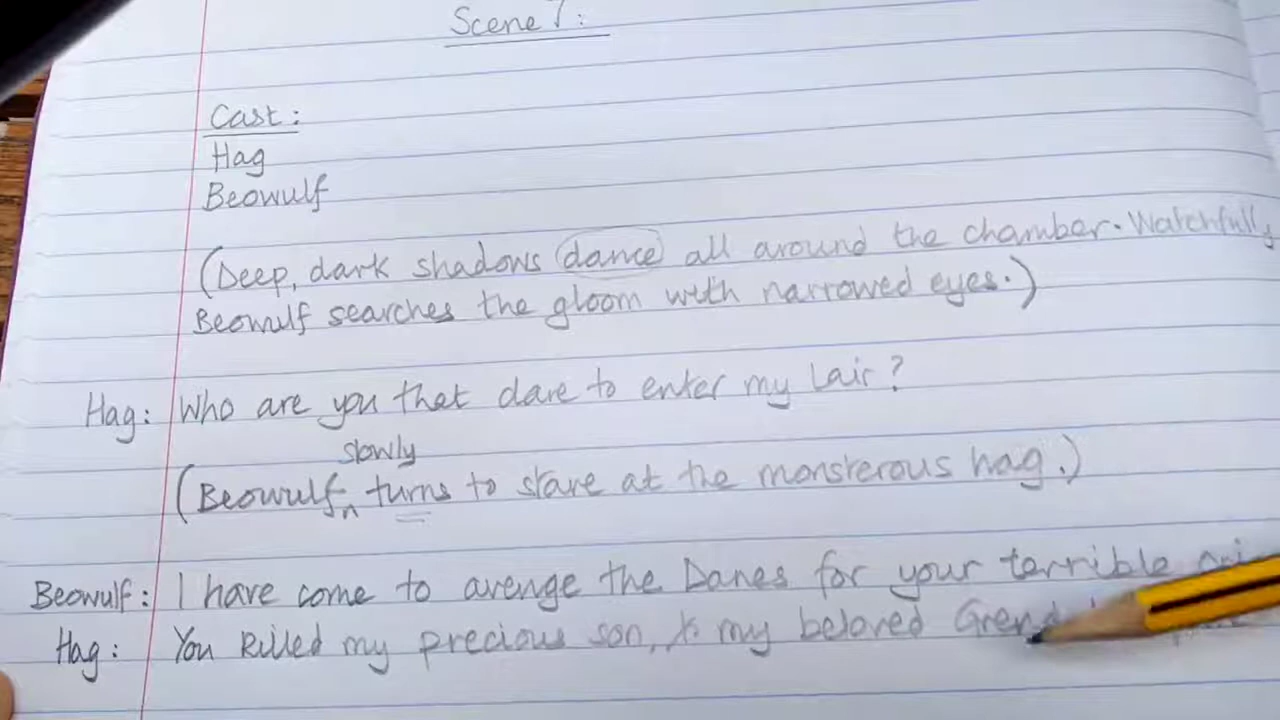 Scene 1:
Cast:
Hag
Beowulf
(Deep, dark shadows dance all around the chamber. Watchfully
Beowulf searches the gloom with narrowed eyes.)
Hag: Who are you that dare to enter my lair?
slowly
(Beowulf turns to stare at the monsterous hag.)
Beowulf: I have come to avenge the Danes for your terrible
Hag: You killed my precious son, my beloved